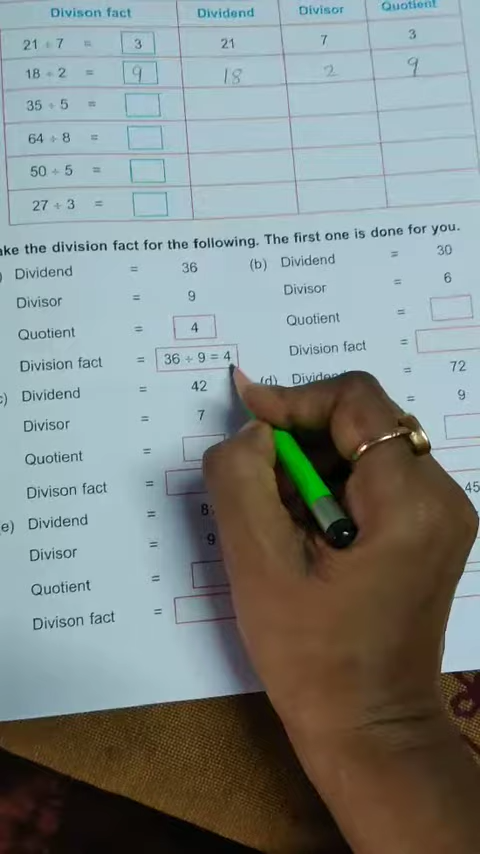 Divison fact Dividend Divisor Quotient
21 ÷ 7 = 3 21 7 3
18 ÷ 2 = 9 18 2 9
35 ÷ 5 =
64 ÷ 8 =
50 ÷ 5 =
27 ÷ 3 =
the division fact for the following. The first one is done for you.
Dividend = 36 (b) Dividend = 30
Divisor = 9 Divisor = 6
Quotient = 4 Quotient =
Division fact = 36 ÷ 9 = 4 Division fact =
Dividend = 42 (d) = 72
Divisor = 7 = 9
Quotient =
Divison fact =
(e) Dividend = 45
Divisor = 9
Quotient =
Divison fact =